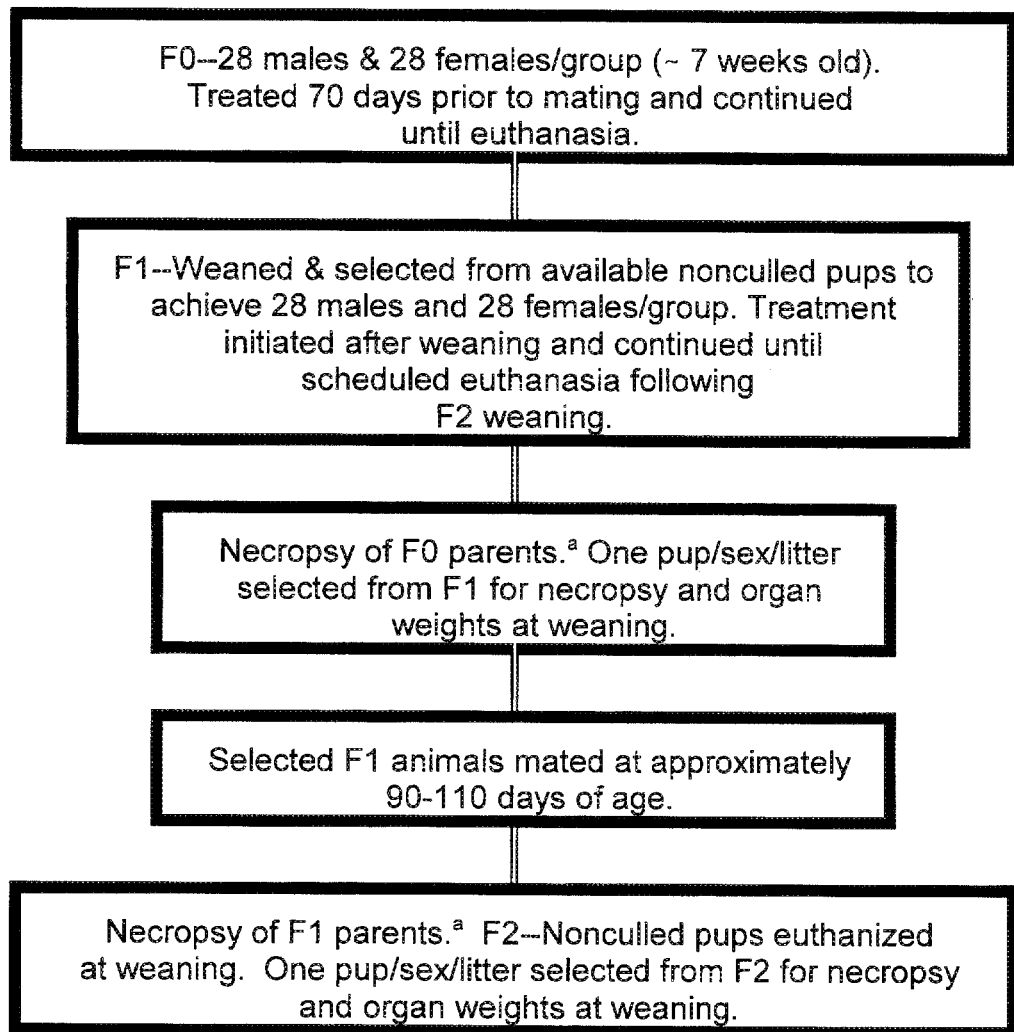 F0--28 males & 28 females/group (~ 7 weeks old).
Treated 70 days prior to mating and continued
until euthanasia.
F1--Weaned & selected from available nonculled pups to
achieve 28 males and 28 females/group. Treatment
initiated after weaning and continued until
scheduled euthanasia following
F2 weaning.
Necropsy of F0 parents.ᵃ One pup/sex/litter
selected from F1 for necropsy and organ
weights at weaning.
Selected F1 animals mated at approximately
90-110 days of age.
Necropsy of F1 parents.ᵃ F2--Nonculled pups euthanized
at weaning. One pup/sex/litter selected from F2 for necropsy
and organ weights at weaning.